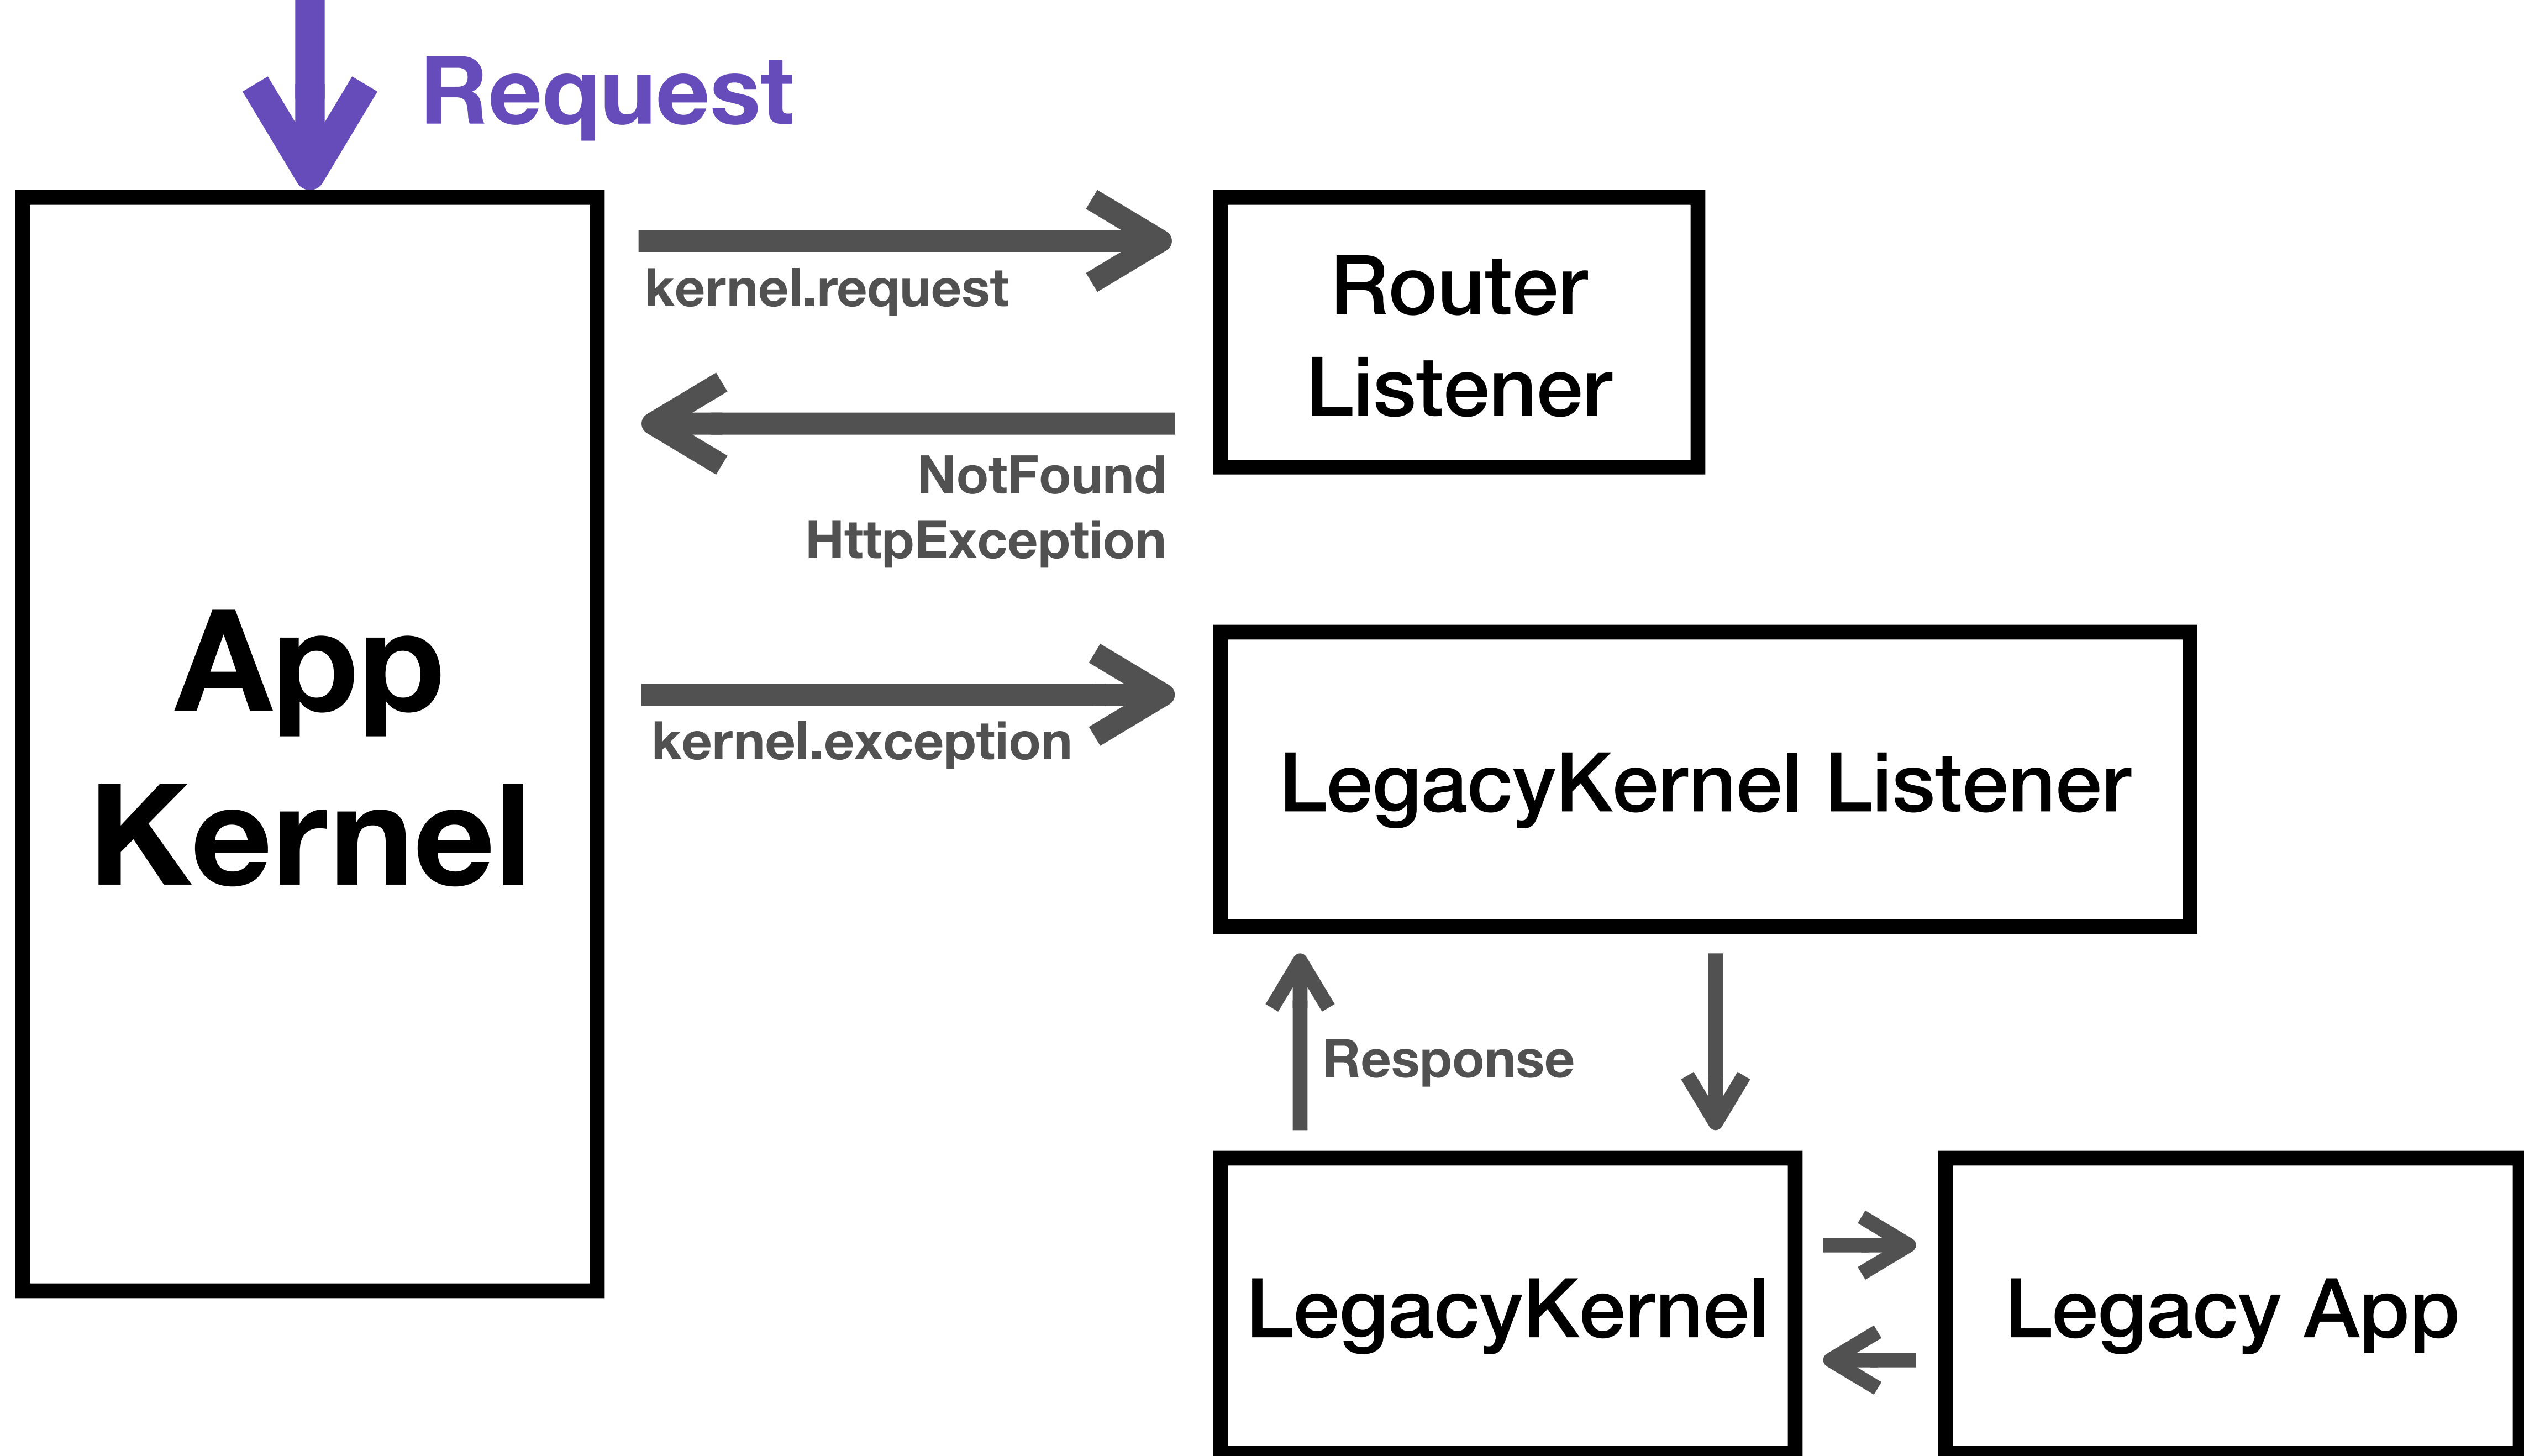 Request
kernel.request
Router
Listener
NotFound
HttpException
App
Kernel
kernel.exception
LegacyKernel Listener
Response
LegacyKernel
Legacy App